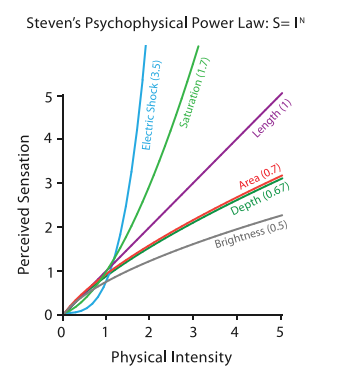 Steven's Psychophysical Power Law: S= Iᴺ
Electric Shock (3.5)
Saturation (1.7)
Length (1)
Area (0.7)
Depth (0.67)
Brightness (0.5)
Perceived Sensation
5
4
3
2
1
0
0 1 2 3 4 5
Physical Intensity